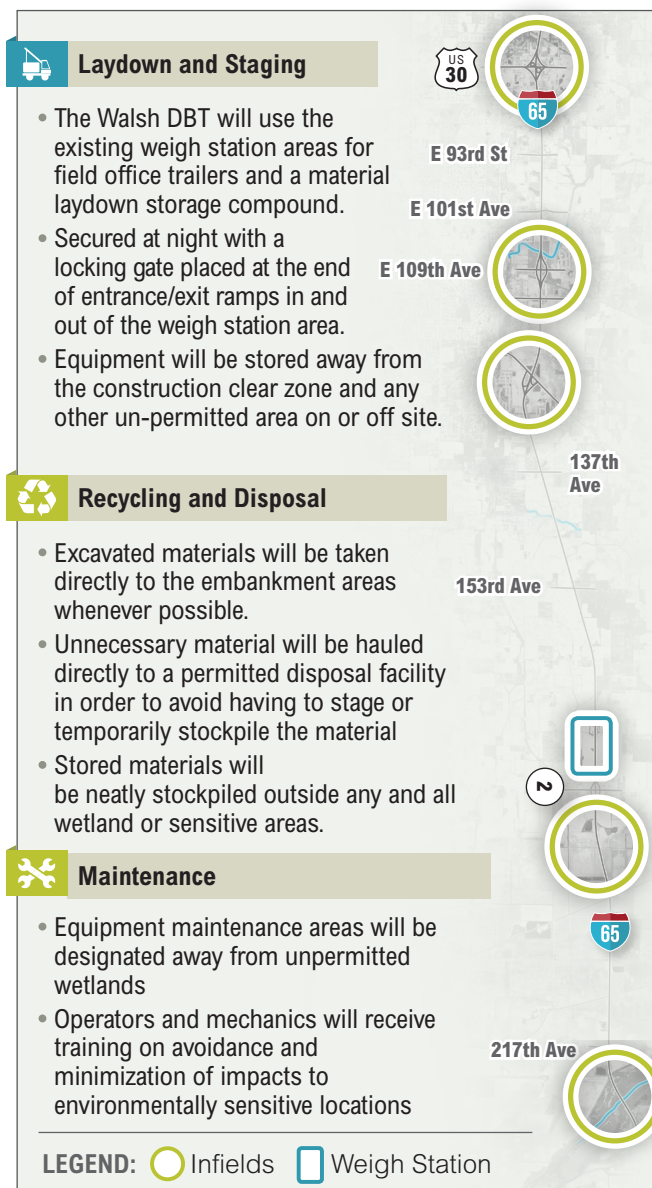 Laydown and Staging
• The Walsh DBT will use the
existing weigh station areas for
field office trailers and a material
laydown storage compound.
• Secured at night with a
locking gate placed at the end
of entrance/exit ramps in and
out of the weigh station area.
• Equipment will be stored away from
the construction clear zone and any
other un-permitted area on or off site.
Recycling and Disposal
• Excavated materials will be taken
directly to the embankment areas
whenever possible.
• Unnecessary material will be hauled
directly to a permitted disposal facility
in order to avoid having to stage or
temporarily stockpile the material
• Stored materials will
be neatly stockpiled outside any and all
wetland or sensitive areas.
Maintenance
• Equipment maintenance areas will be
designated away from unpermitted
wetlands
• Operators and mechanics will receive
training on avoidance and
minimization of impacts to
environmentally sensitive locations
US
30
65
E 93rd St
E 101st Ave
E 109th Ave
137th
Ave
153rd Ave
2
65
217th Ave
LEGEND: Infields Weigh Station